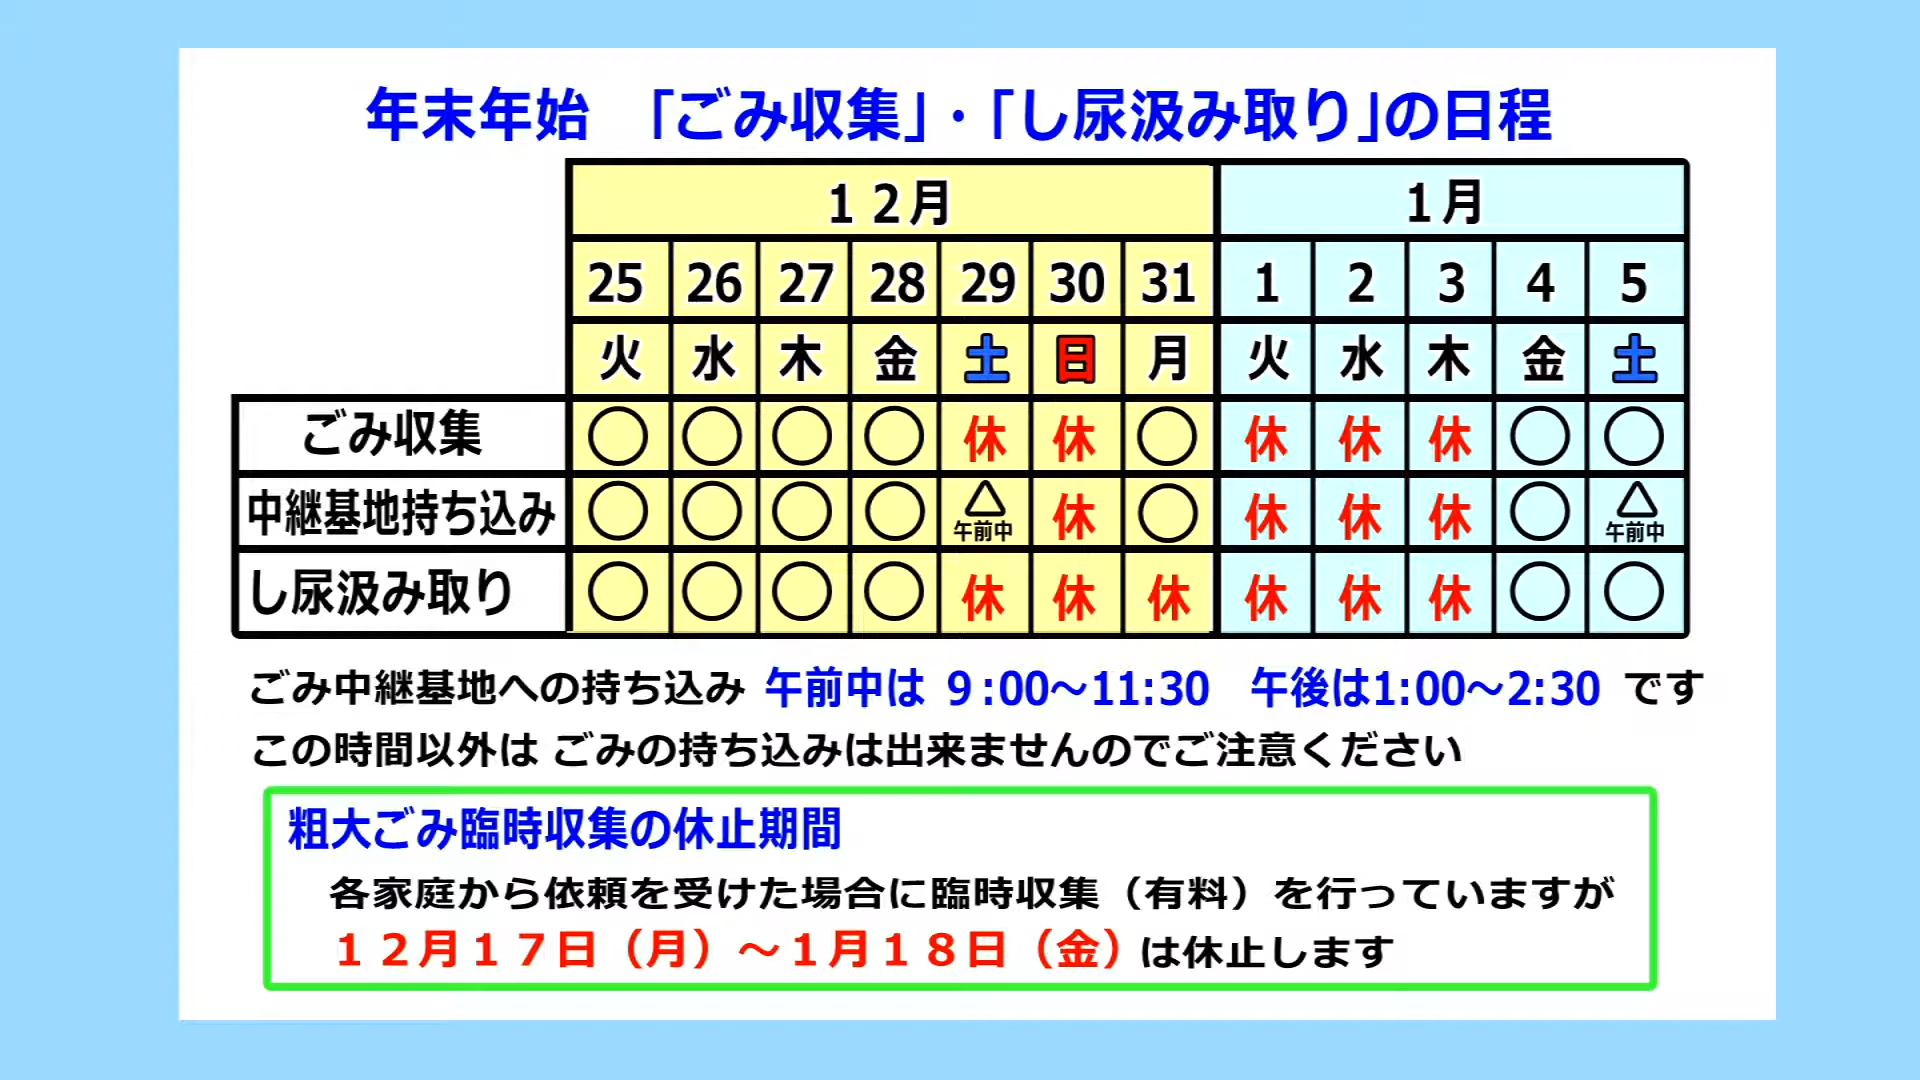 年末年始　「ごみ収集」・「し尿汲み取り」の日程
１２月 １月
25 26 27 28 29 30 31 1 2 3 4 5
火 水 木 金 土 日 月 火 水 木 金 土
ごみ収集 ○ ○ ○ ○ 休 休 ○ 休 休 休 ○ ○
中継基地持ち込み ○ ○ ○ ○ △午前中 休 ○ 休 休 休 ○ △午前中
し尿汲み取り ○ ○ ○ ○ 休 休 休 休 休 休 ○ ○
ごみ中継基地への持ち込み 午前中は ９:00～11:30　午後は1:00～2:30 です
この時間以外は ごみの持ち込みは出来ませんのでご注意ください
粗大ごみ臨時収集の休止期間
各家庭から依頼を受けた場合に臨時収集（有料）を行っていますが
１２月１７日（月）～１月１８日（金）は休止します